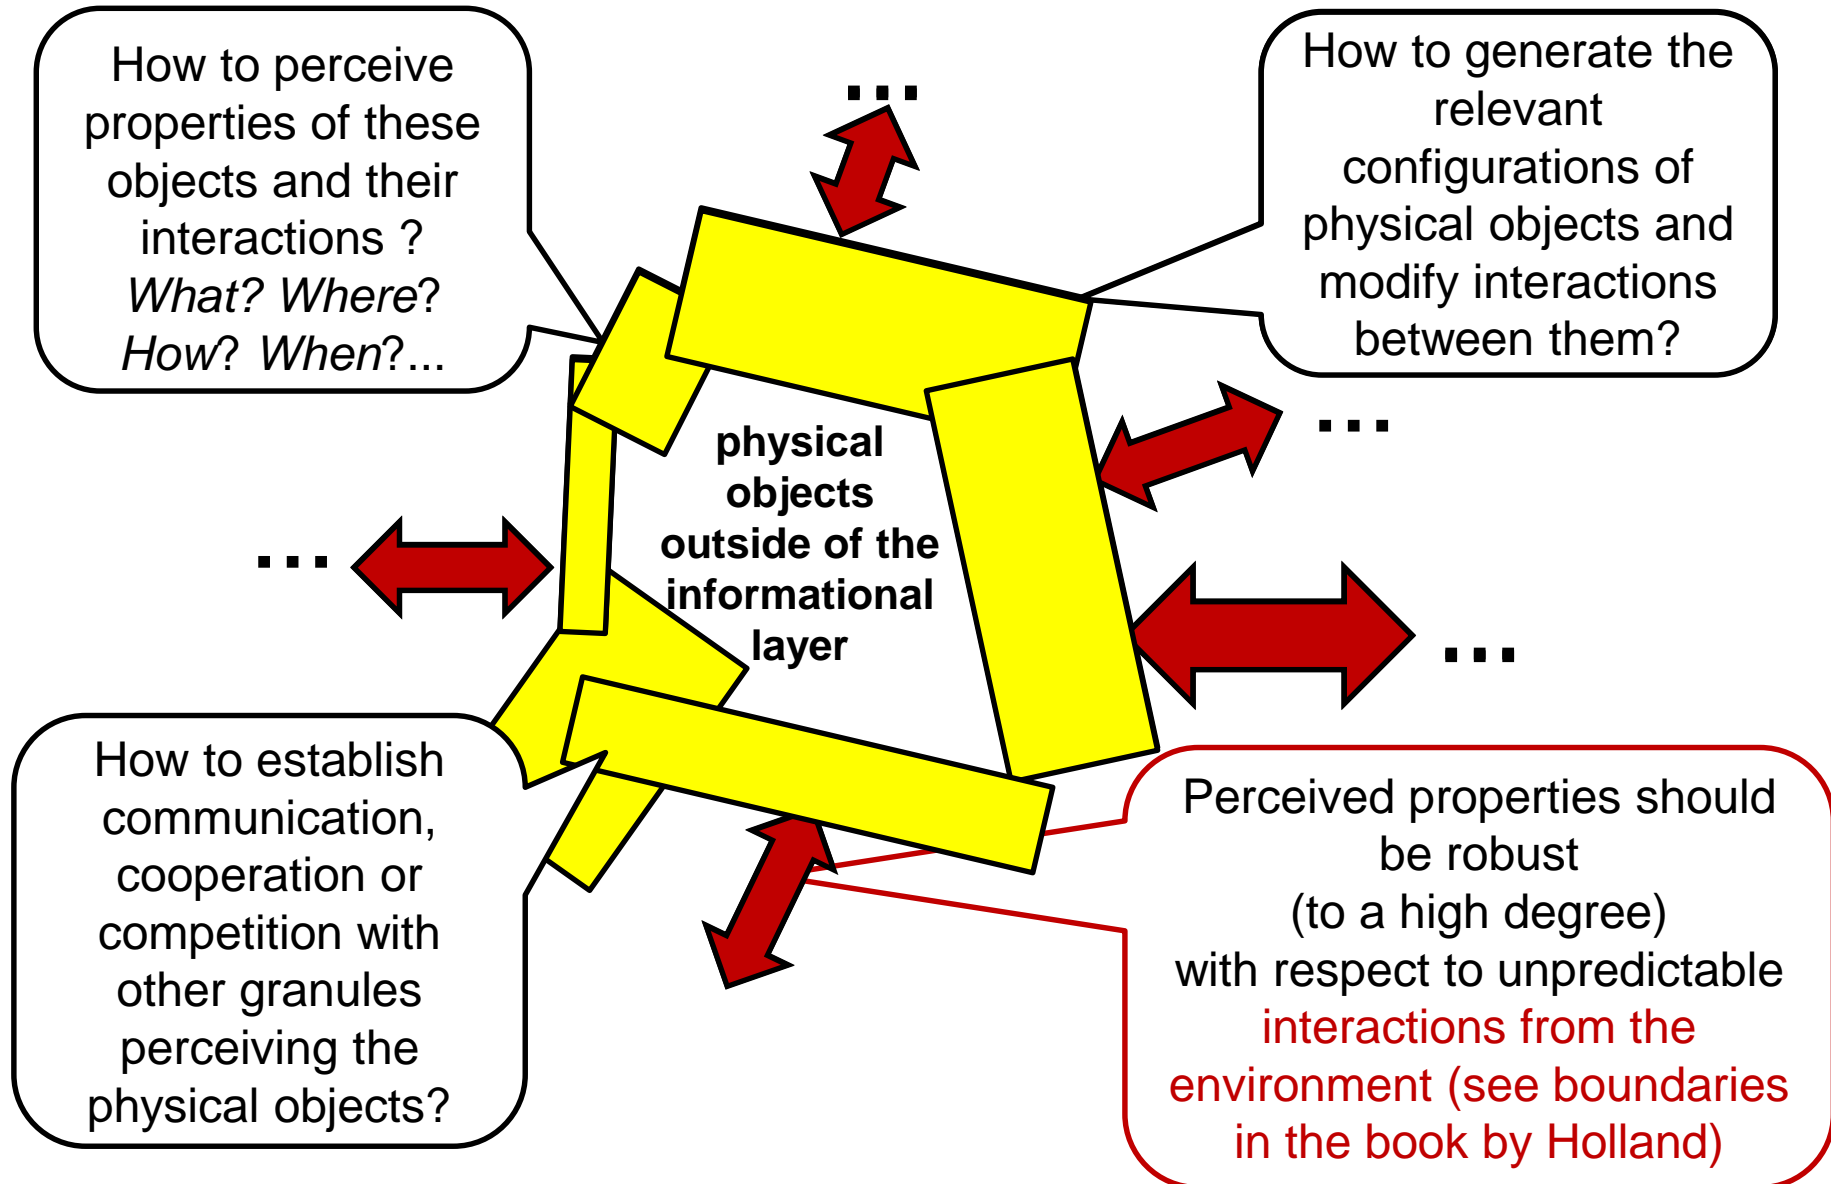 How to perceive
properties of these
objects and their
interactions ?
What? Where?
How? When?...
...
How to generate the
relevant
configurations of
physical objects and
modify interactions
between them?
...
physical
objects
outside of the
informational
layer
...
...
How to establish
communication,
cooperation or
competition with
other granules
perceiving the
physical objects?
Perceived properties should
be robust
(to a high degree)
with respect to unpredictable
interactions from the
environment (see boundaries
in the book by Holland)